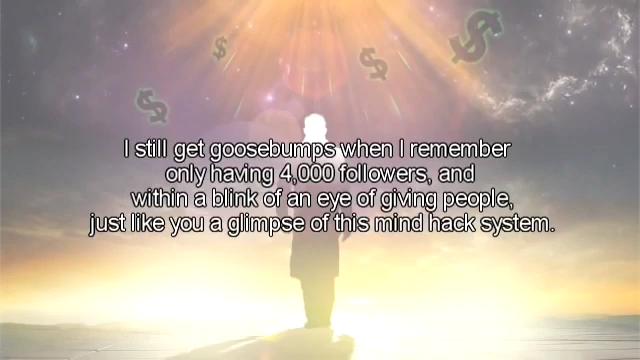 I still get goosebumps when I remember
only having 4,000 followers, and
within a blink of an eye of giving people,
just like you a glimpse of this mind hack system.